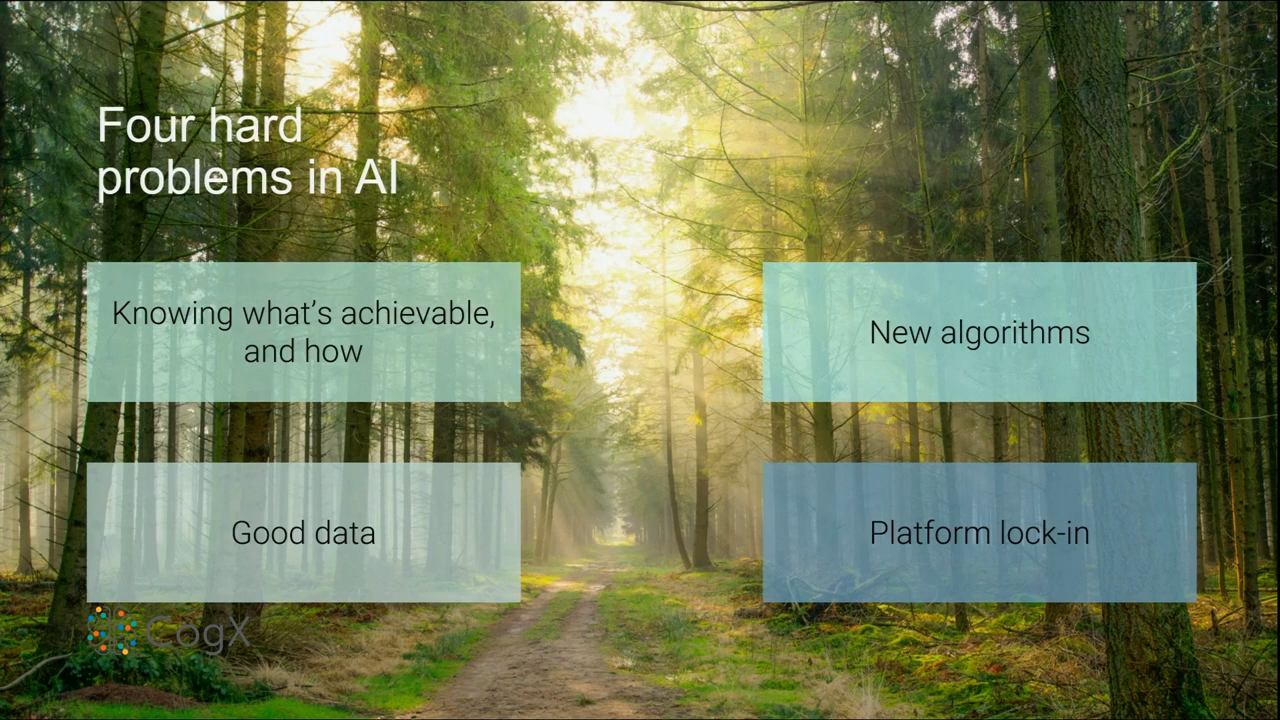 Four hard
problems in AI
Knowing what’s achievable,
and how
New algorithms
Good data
Platform lock-in
CogX